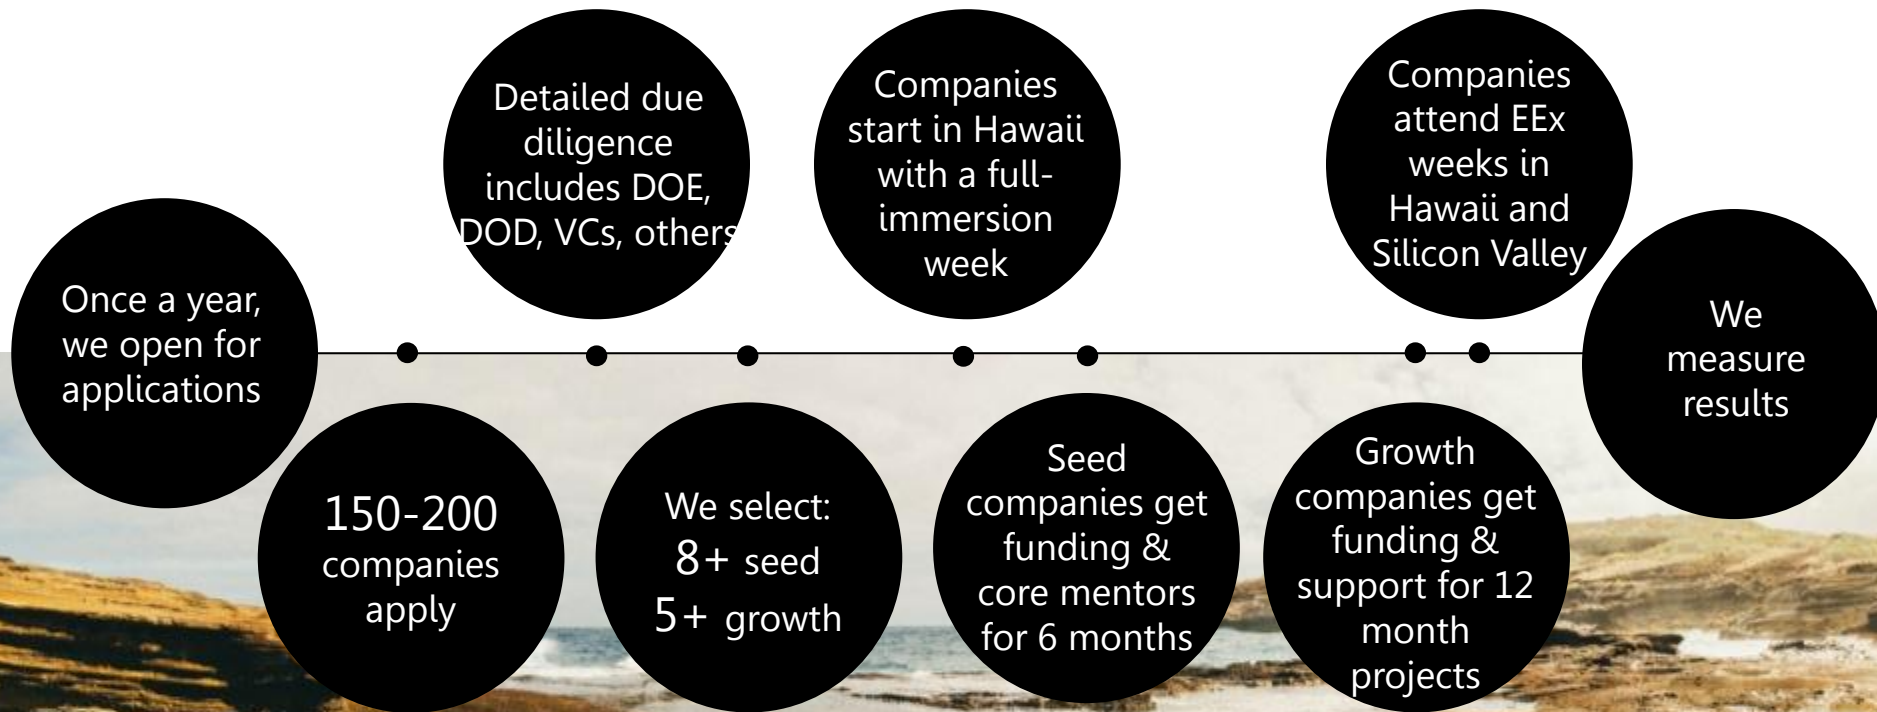 Once a year,
we open for
applications
150-200
companies
apply
Detailed due
diligence
includes DOE,
DOD, VCs, others
We select:
8+ seed
5+ growth
Companies
start in Hawaii
with a full-
immersion
week
Seed
companies get
funding &
core mentors
for 6 months
Growth
companies get
funding &
support for 12
month
projects
Companies
attend EEx
weeks in
Hawaii and
Silicon Valley
We
measure
results